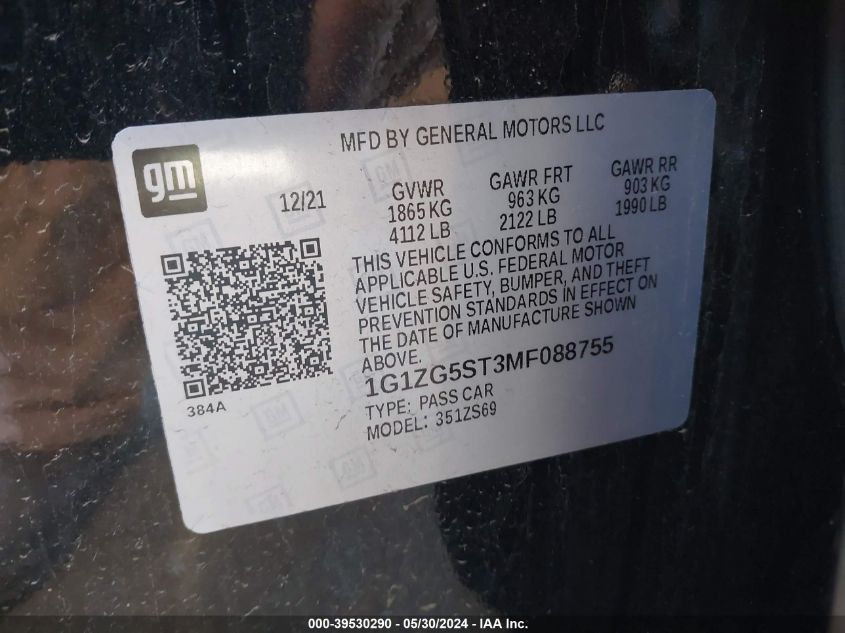 MFD BY GENERAL MOTORS LLC
gm
12/21
GVWR
1865 KG
4112 LB
GAWR FRT
963 KG
2122 LB
GAWR RR
903 KG
1990 LB
THIS VEHICLE CONFORMS TO ALL
APPLICABLE U.S. FEDERAL MOTOR
VEHICLE SAFETY, BUMPER, AND THEFT
PREVENTION STANDARDS IN EFFECT ON
THE DATE OF MANUFACTURE SHOWN
ABOVE.
1G1ZG5ST3MF088755
TYPE: PASS CAR
MODEL: 351ZS69
384A
000-39530290 - 05/30/2024 - IAA Inc.